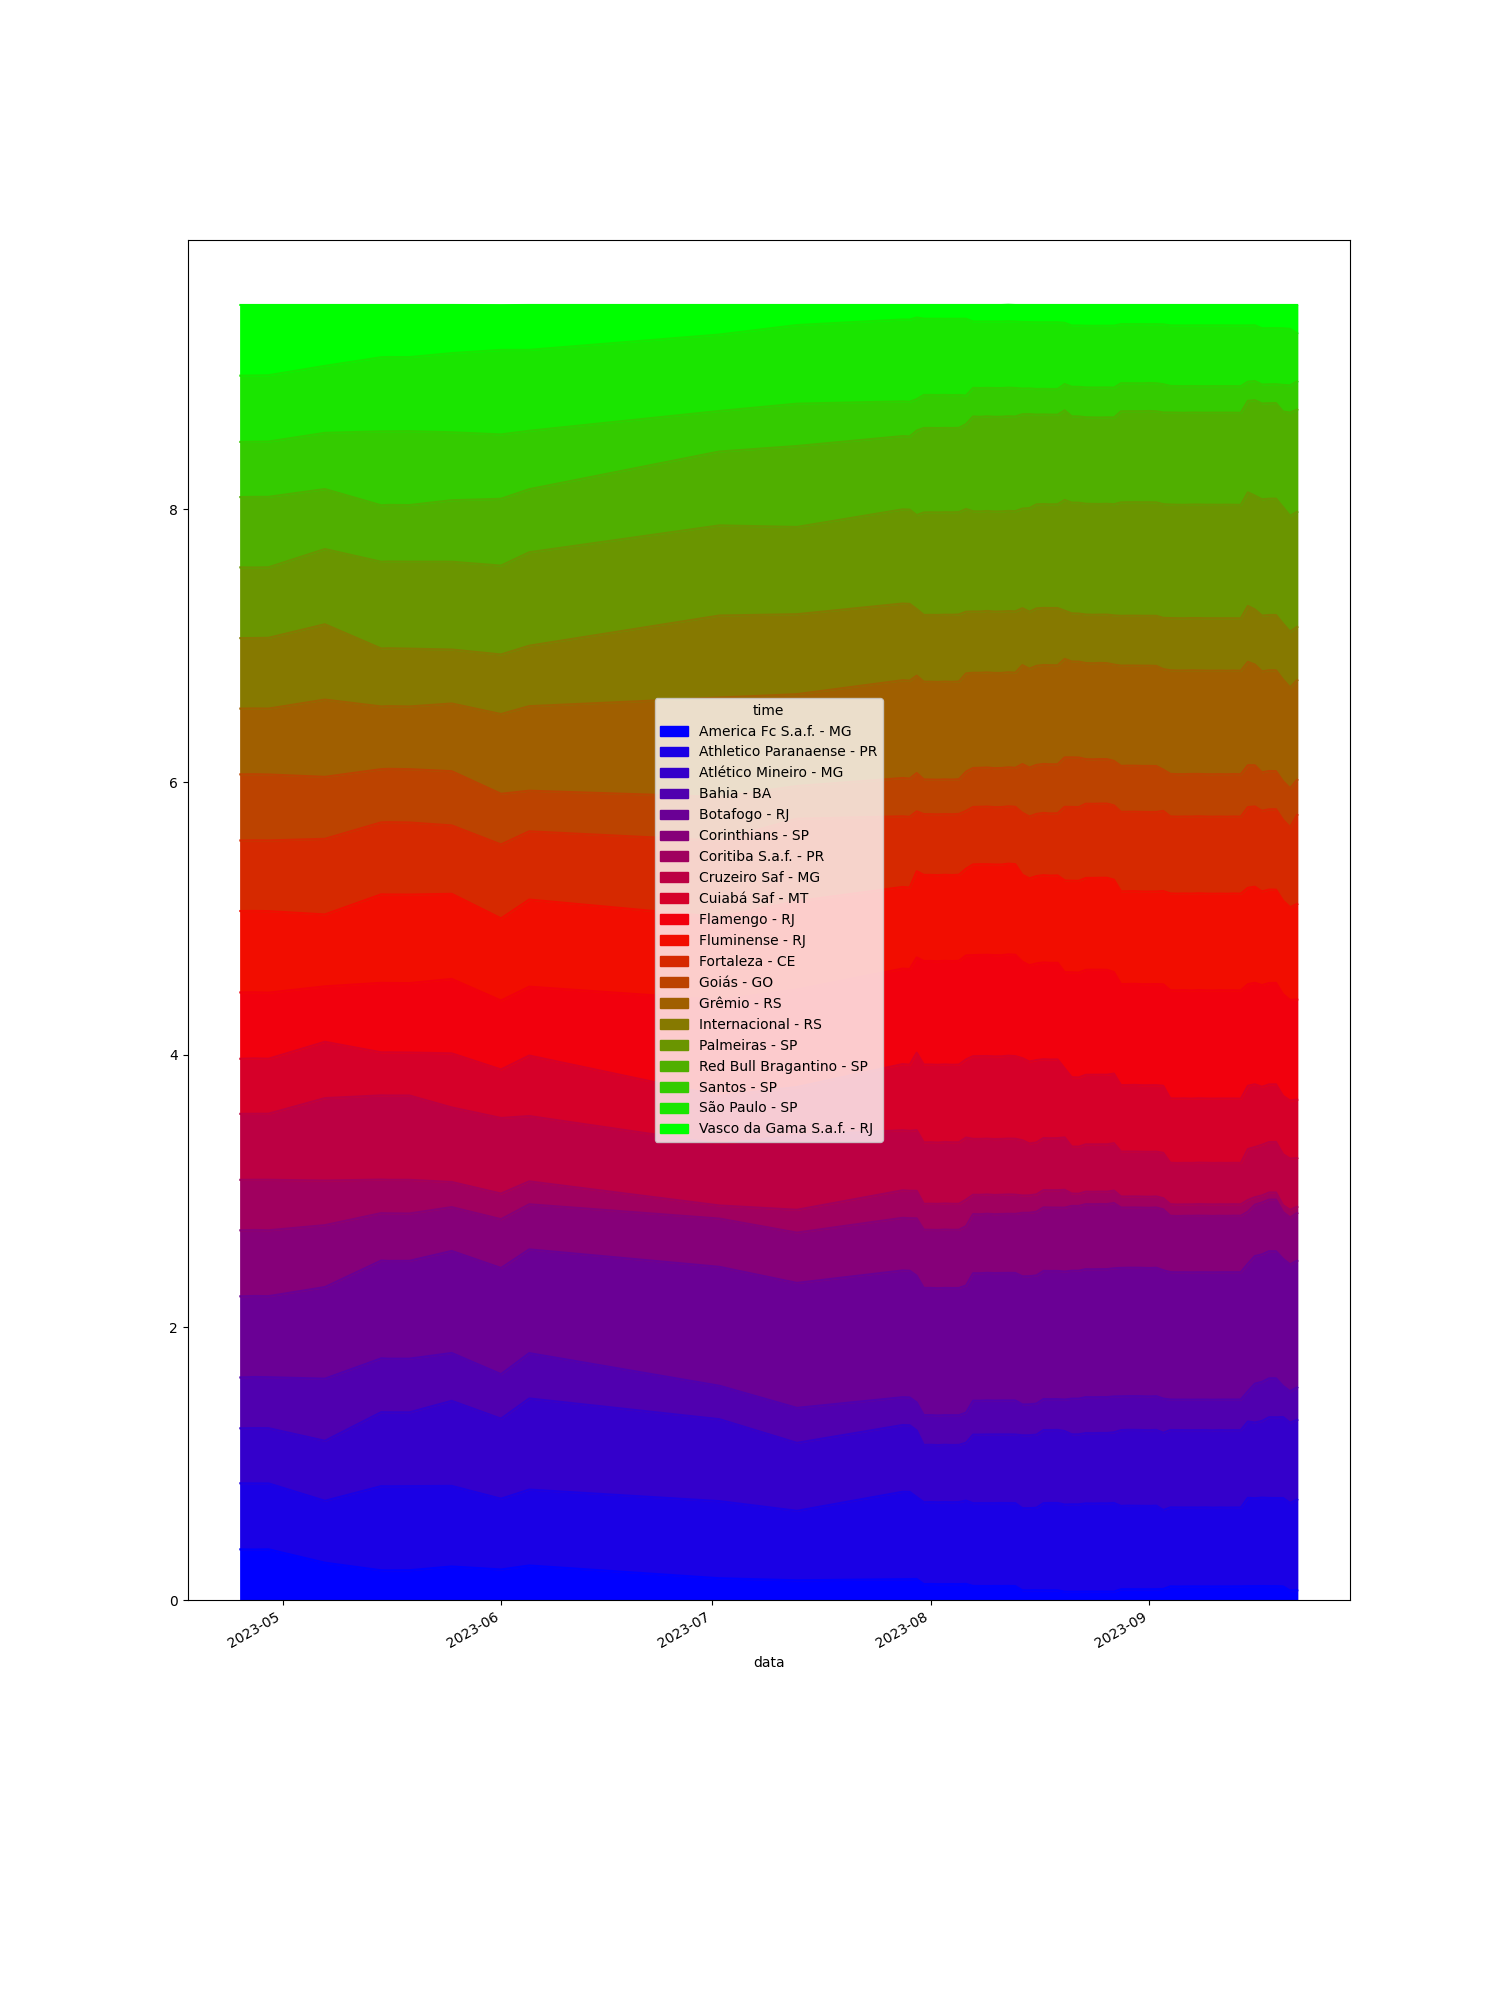 8
6
4
2
0
time
America Fc S.a.f. - MG
Athletico Paranaense - PR
Atlético Mineiro - MG
Bahia - BA
Botafogo - RJ
Corinthians - SP
Coritiba S.a.f. - PR
Cruzeiro Saf - MG
Cuiabá Saf - MT
Flamengo - RJ
Fluminense - RJ
Fortaleza - CE
Goiás - GO
Grêmio - RS
Internacional - RS
Palmeiras - SP
Red Bull Bragantino - SP
Santos - SP
São Paulo - SP
Vasco da Gama S.a.f. - RJ
2023-05
2023-06
2023-07
2023-08
2023-09
data